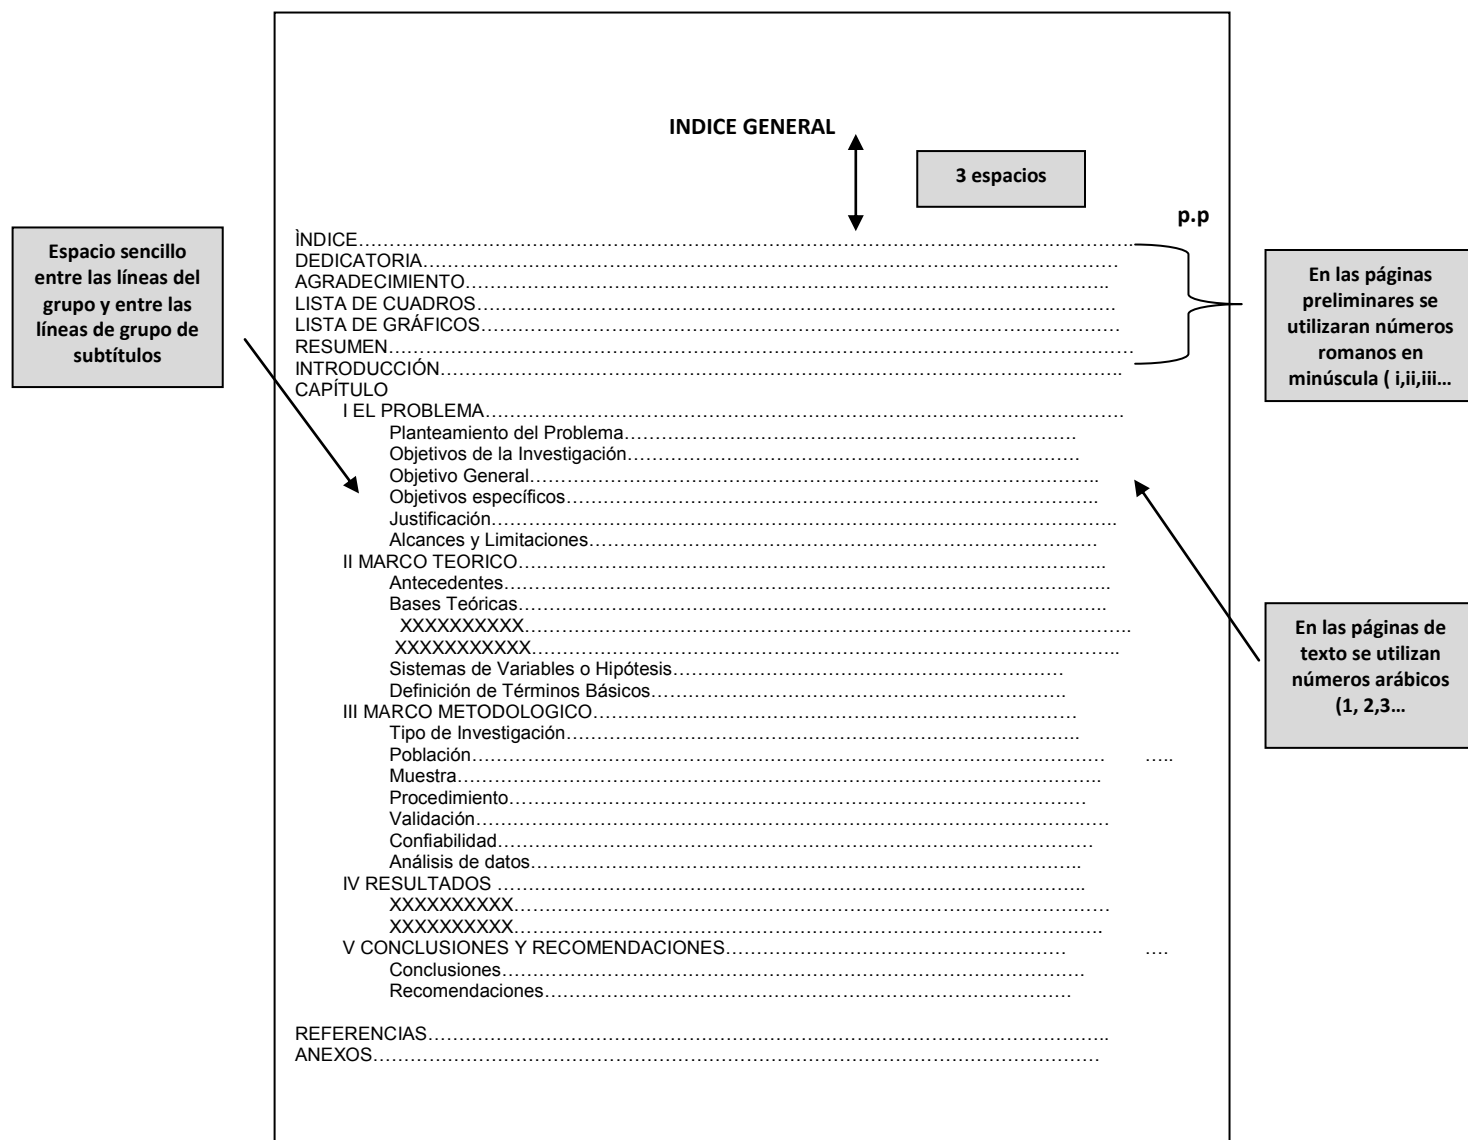 INDICE GENERAL
3 espacios
p.p
Espacio sencillo
entre las líneas del
grupo y entre las
líneas de grupo de
subtítulos
ÌNDICE……………………………………………………………………………………………………………….
DEDICATORIA…………………………………………………………………………………………………
AGRADECIMIENTO…………………………………………………………………………………………..
LISTA DE CUADROS…………………………………………………………………………………………….
LISTA DE GRÁFICOS……………………………………………………………………………………………
RESUMEN……………………………………………………………………………………………………………
INTRODUCCIÓN………………………………………………………………………………………………….
En las páginas
preliminares se
utilizaran números
romanos en
minúscula ( i,ii,iii…
CAPÍTULO
I EL PROBLEMA……………………………………………………………………………………………….
Planteamiento del Problema…………………………………………………………………….
Objetivos de la Investigación……………………………………………………………………
Objetivo General……………………………………………………………………………………..
Objetivos específicos………………………………………………………………………………..
Justificación…………………………………………………………………………………………….
Alcances y Limitaciones…………………………………………………………………………….
II MARCO TEORICO……………………………………………………………………………………..
Antecedentes…………………………………………………………………………………………..
Bases Teóricas………………………………………………………………………………………..
XXXXXXXXXX…………………………………………………………………………………………..
XXXXXXXXXXX………………………………………………………………………………………...
Sistemas de Variables o Hipótesis…………………………………………………………
Definición de Términos Básicos…………………………………………………………….
En las páginas de
texto se utilizan
números arábicos
(1, 2,3…
III MARCO METODOLOGICO………………………………………………………………………
Tipo de Investigación…………………………………………………………………………..
Población……………………………………………………………………………………………… …..
Muestra………………………………………………………………………………………………..
Procedimiento………………………………………………………………………………………
Validación………………………………………………………………………………………………
Confiabilidad…………………………………………………………………………………………
Análisis de datos…………………………………………………………………………………..
IV RESULTADOS ………………………………………………………………………………………..
XXXXXXXXXX…………………………………………………………………………………………
XXXXXXXXXX……………………………………………………………………………………….
V CONCLUSIONES Y RECOMENDACIONES………………………………………………… ….
Conclusiones………………………………………………………………………………………
Recomendaciones………………………………………………………………………………
REFERENCIAS……………………………………………………………………………………………………..
ANEXOS……………………………………………………………………………………………………………